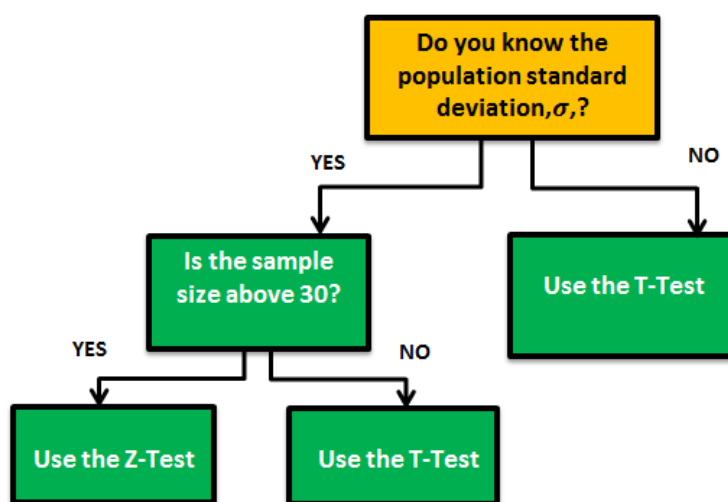 Do you know the
population standard
deviation,σ,?
YES
NO
Is the sample
size above 30?
Use the T-Test
YES
NO
Use the Z-Test
Use the T-Test